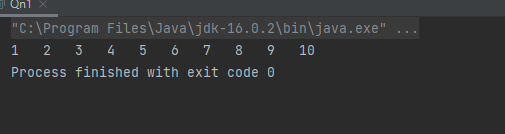 Qn1
"C:\Program Files\Java\jdk-16.0.2\bin\java.exe" ...
1 2 3 4 5 6 7 8 9 10
Process finished with exit code 0